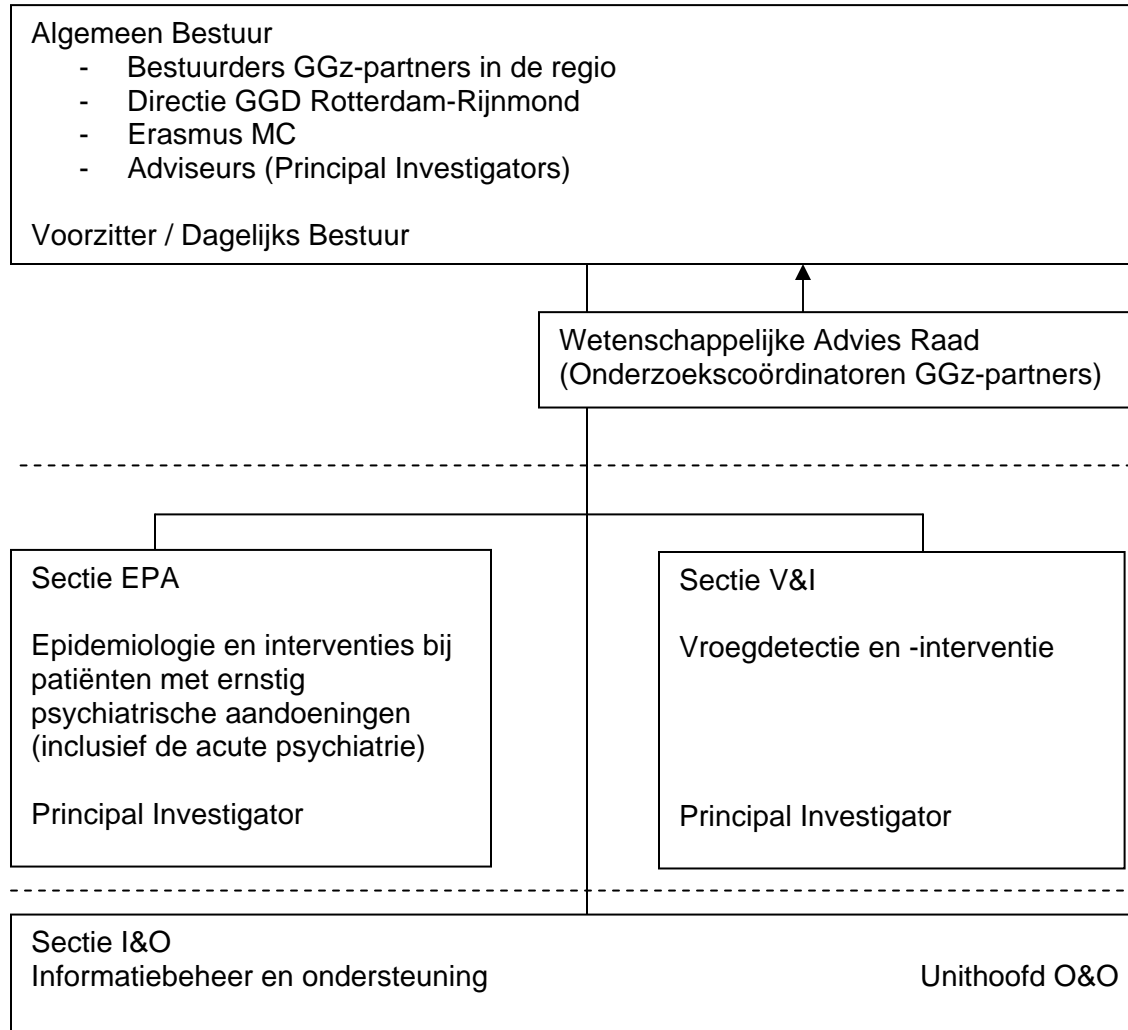 Algemeen Bestuur
- Bestuurders GGz-partners in de regio
- Directie GGD Rotterdam-Rijnmond
- Erasmus MC
- Adviseurs (Principal Investigators)
Voorzitter / Dagelijks Bestuur
Wetenschappelijke Advies Raad
(Onderzoekscoördinatoren GGz-partners)
Sectie EPA
Epidemiologie en interventies bij
patiënten met ernstig
psychiatrische aandoeningen
(inclusief de acute psychiatrie)
Principal Investigator
Sectie V&I
Vroegdetectie en -interventie
Principal Investigator
Sectie I&O
Informatiebeheer en ondersteuning Unithoofd O&O